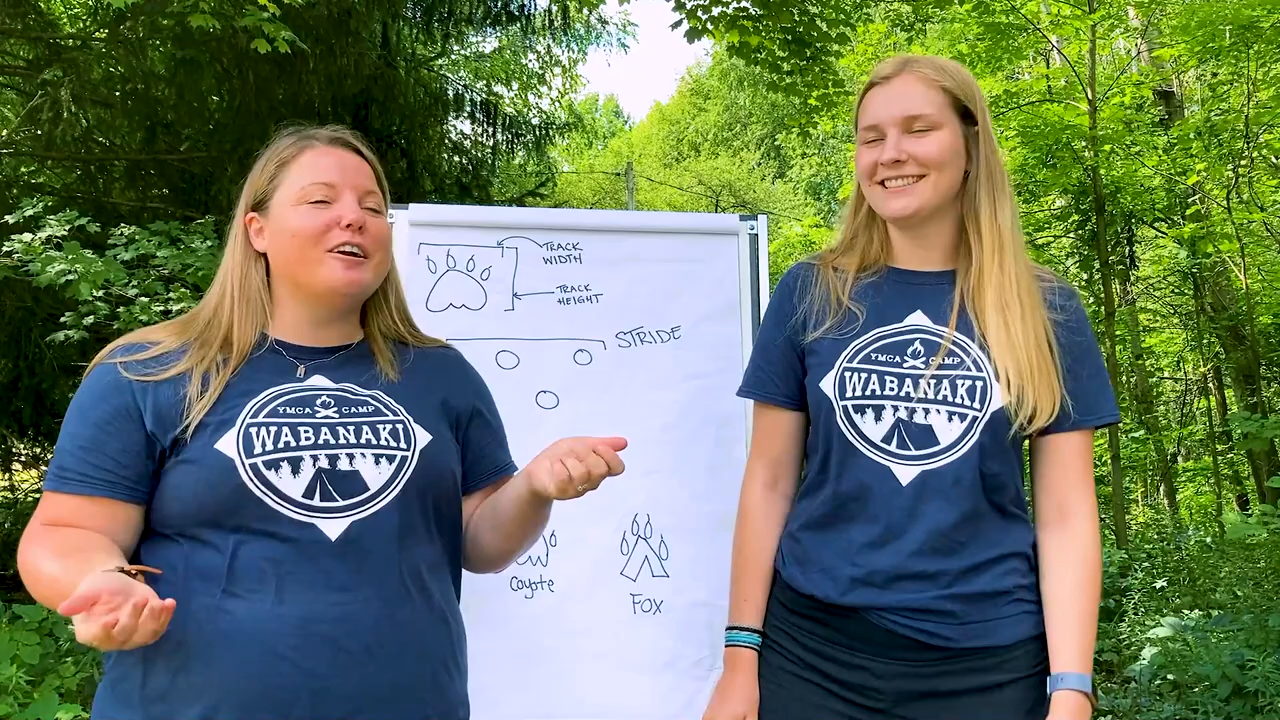 TRACK
WIDTH
TRACK
HEIGHT
STRIDE
YMCA CAMP
WABANAKI
YMCA CAMP
WABANAKI
Coyote
FOX